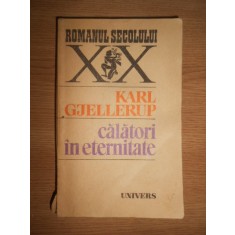 ROMANUL SECOLULUI
XX
KARL
GJELLERUP
călători
în eternitate
UNIVERS